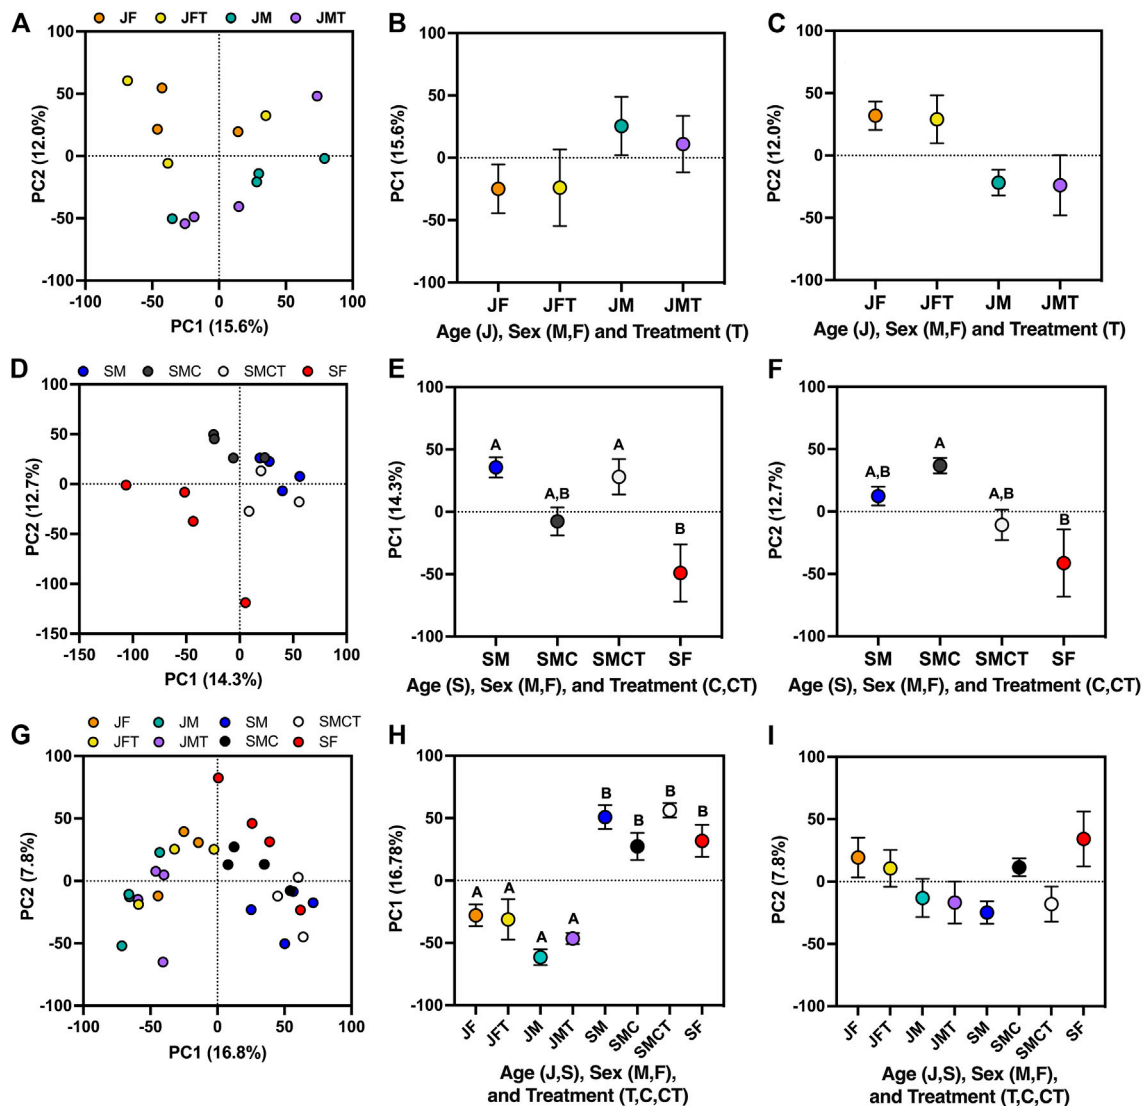 A
JF JFT JM JMT
100
50
0
-50
-100
PC2 (12.0%)
-100 -50 0 50 100
PC1 (15.6%)
B
100
50
0
-50
-100
PC1 (15.6%)
JF JFT JM JMT
Age (J), Sex (M,F) and Treatment (T)
C
100
50
0
-50
-100
PC2 (12.0%)
JF JFT JM JMT
Age (J), Sex (M,F) and Treatment (T)
D
SM SMC SMCT SF
100
50
0
-50
-100
-150
PC2 (12.7%)
-150 -100 -50 0 50 100
PC1 (14.3%)
E
100
50
0
-50
-100
PC1 (14.3%)
A
A,B
A
B
SM SMC SMCT SF
Age (S), Sex (M,F), and Treatment (C,CT)
F
100
50
0
-50
-100
PC2 (12.7%)
A,B
A
A,B
B
SM SMC SMCT SF
Age (S), Sex (M,F), and Treatment (C,CT)
G
JF JM SM SMCT
JFT JMT SMC SF
100
50
0
-50
-100
PC2 (7.8%)
-100 -50 0 50 100
PC1 (16.8%)
H
100
50
0
-50
-100
PC1 (16.78%)
A
A
A
A
B
B
B
B
JF JFT JM JMT SM SMC SMCT SF
Age (J,S), Sex (M,F),
and Treatment (T,C,CT)
I
100
50
0
-50
-100
PC2 (7.8%)
JF JFT JM JMT SM SMC SMCT SF
Age (J,S), Sex (M,F),
and Treatment (T,C,CT)